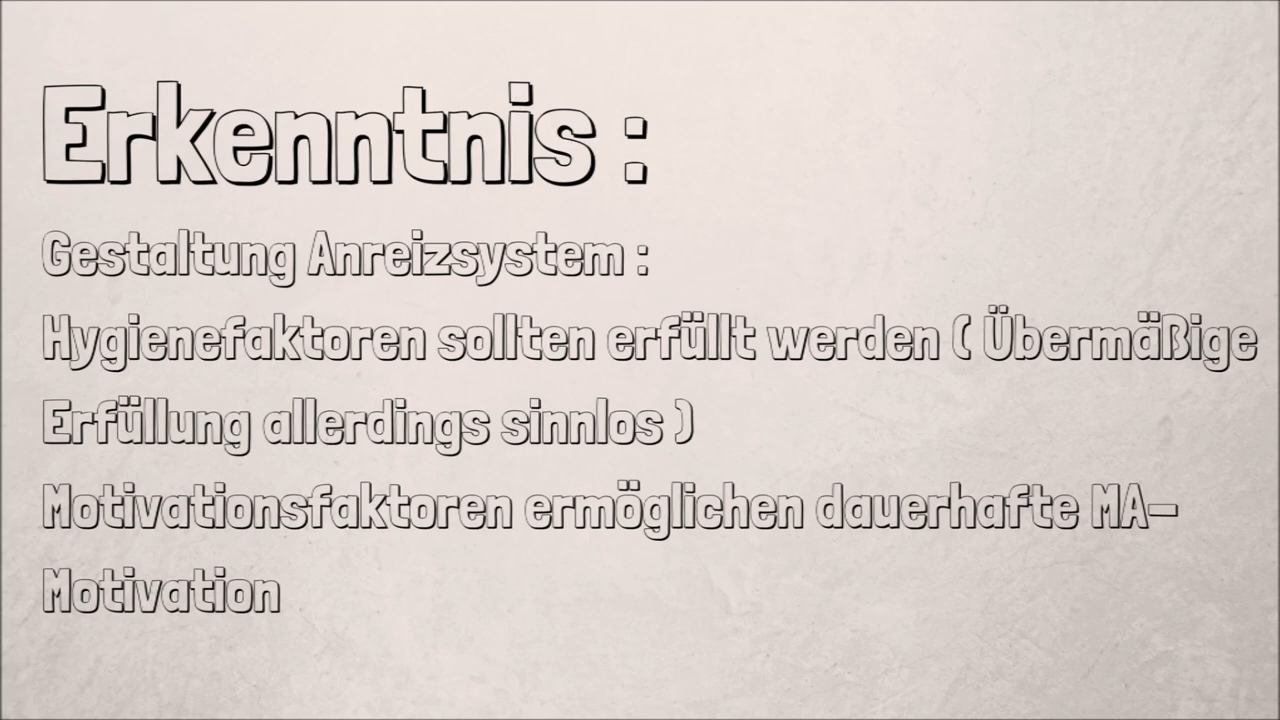 Erkenntnis :
Gestaltung Anreizsystem :
Hygienefaktoren sollten erfüllt werden ( Übermäßige
Erfüllung allerdings sinnlos )
Motivationsfaktoren ermöglichen dauerhafte MA-
Motivation